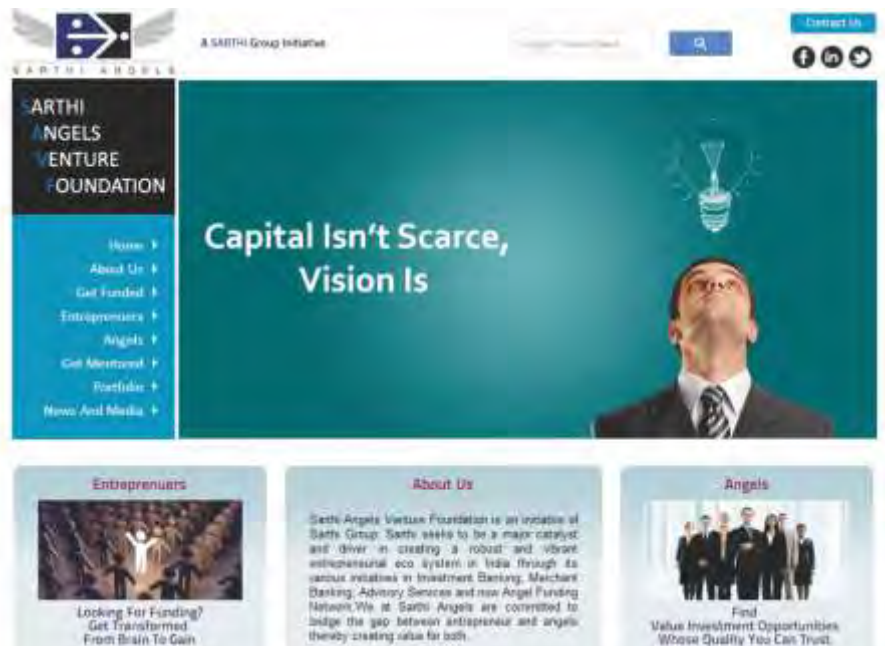 SARTHI ANGELS
A SARTHI Group Initiative
Contact Us
SARTHI
ANGELS
VENTURE
FOUNDATION
Home
About Us
Get Funded
Entreprenuers
Angels
Get Mentored
Portfolio
News And Media
Capital Isn't Scarce,
Vision Is
Entreprenuers
Looking For Funding?
Get Transformed
From Brain To Gain
About Us
Sarthi Angels Venture Foundation is an initiative of
Sarthi Group. Sarthi seeks to be a major catalyst
and driver in creating a robust and vibrant
entrepreneurial eco system in India through its
various initiatives in Investment Banking, Merchant
Banking, Advisory Services and now Angel Funding
Network.We at Sarthi Angels are committed to
bridge the gap between entrepreneur and angels
thereby creating value for both.
Angels
Find
Value Investment Opportunities
Whose Quality You Can Trust.